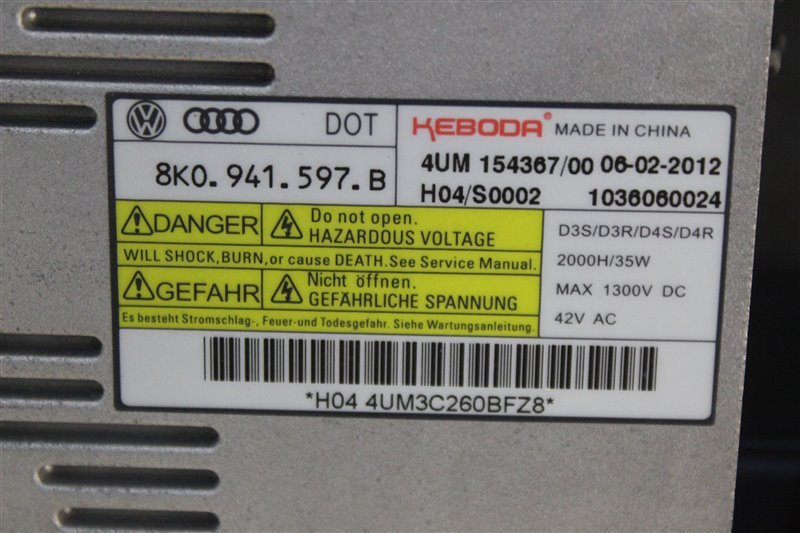 DOT
8K0.941.597.B
KEBODA® MADE IN CHINA
4UM 154367/00 06-02-2012
H04/S0002 1036060024
DANGER Do not open.
HAZARDOUS VOLTAGE
WILL SHOCK,BURN,or cause DEATH.See Service Manual.
GEFAHR Nicht öffnen.
GEFÄHRLICHE SPANNUNG
Es besteht Stromschlag-, Feuer-und Todesgefahr. Siehe Wartungsanleitung.
D3S/D3R/D4S/D4R
2000H/35W
MAX 1300V DC
42V AC
*H04 4UM3C260BFZ8*